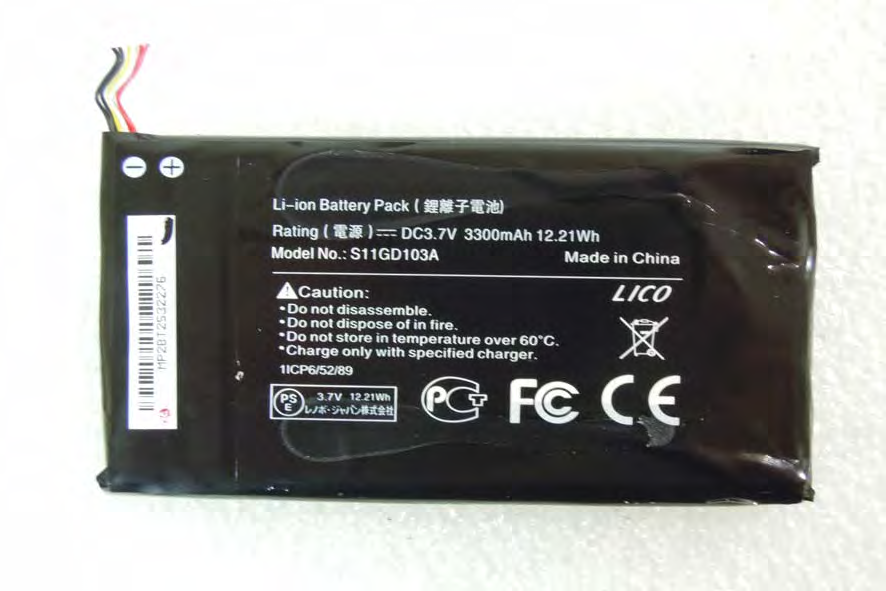 Li-ion Battery Pack ( 鋰離子電池)
Rating ( 電源 ) DC3.7V 3300mAh 12.21Wh
Model No.: S11GD103A Made in China
Caution: LICO
•Do not disassemble.
•Do not dispose of in fire.
•Do not store in temperature over 60°C.
•Charge only with specified charger.
1ICP6/52/89
PS E 3.7V 12.21Wh
レノボ・ジャパン株式会社
PCT FC CE
MP2BT2532276